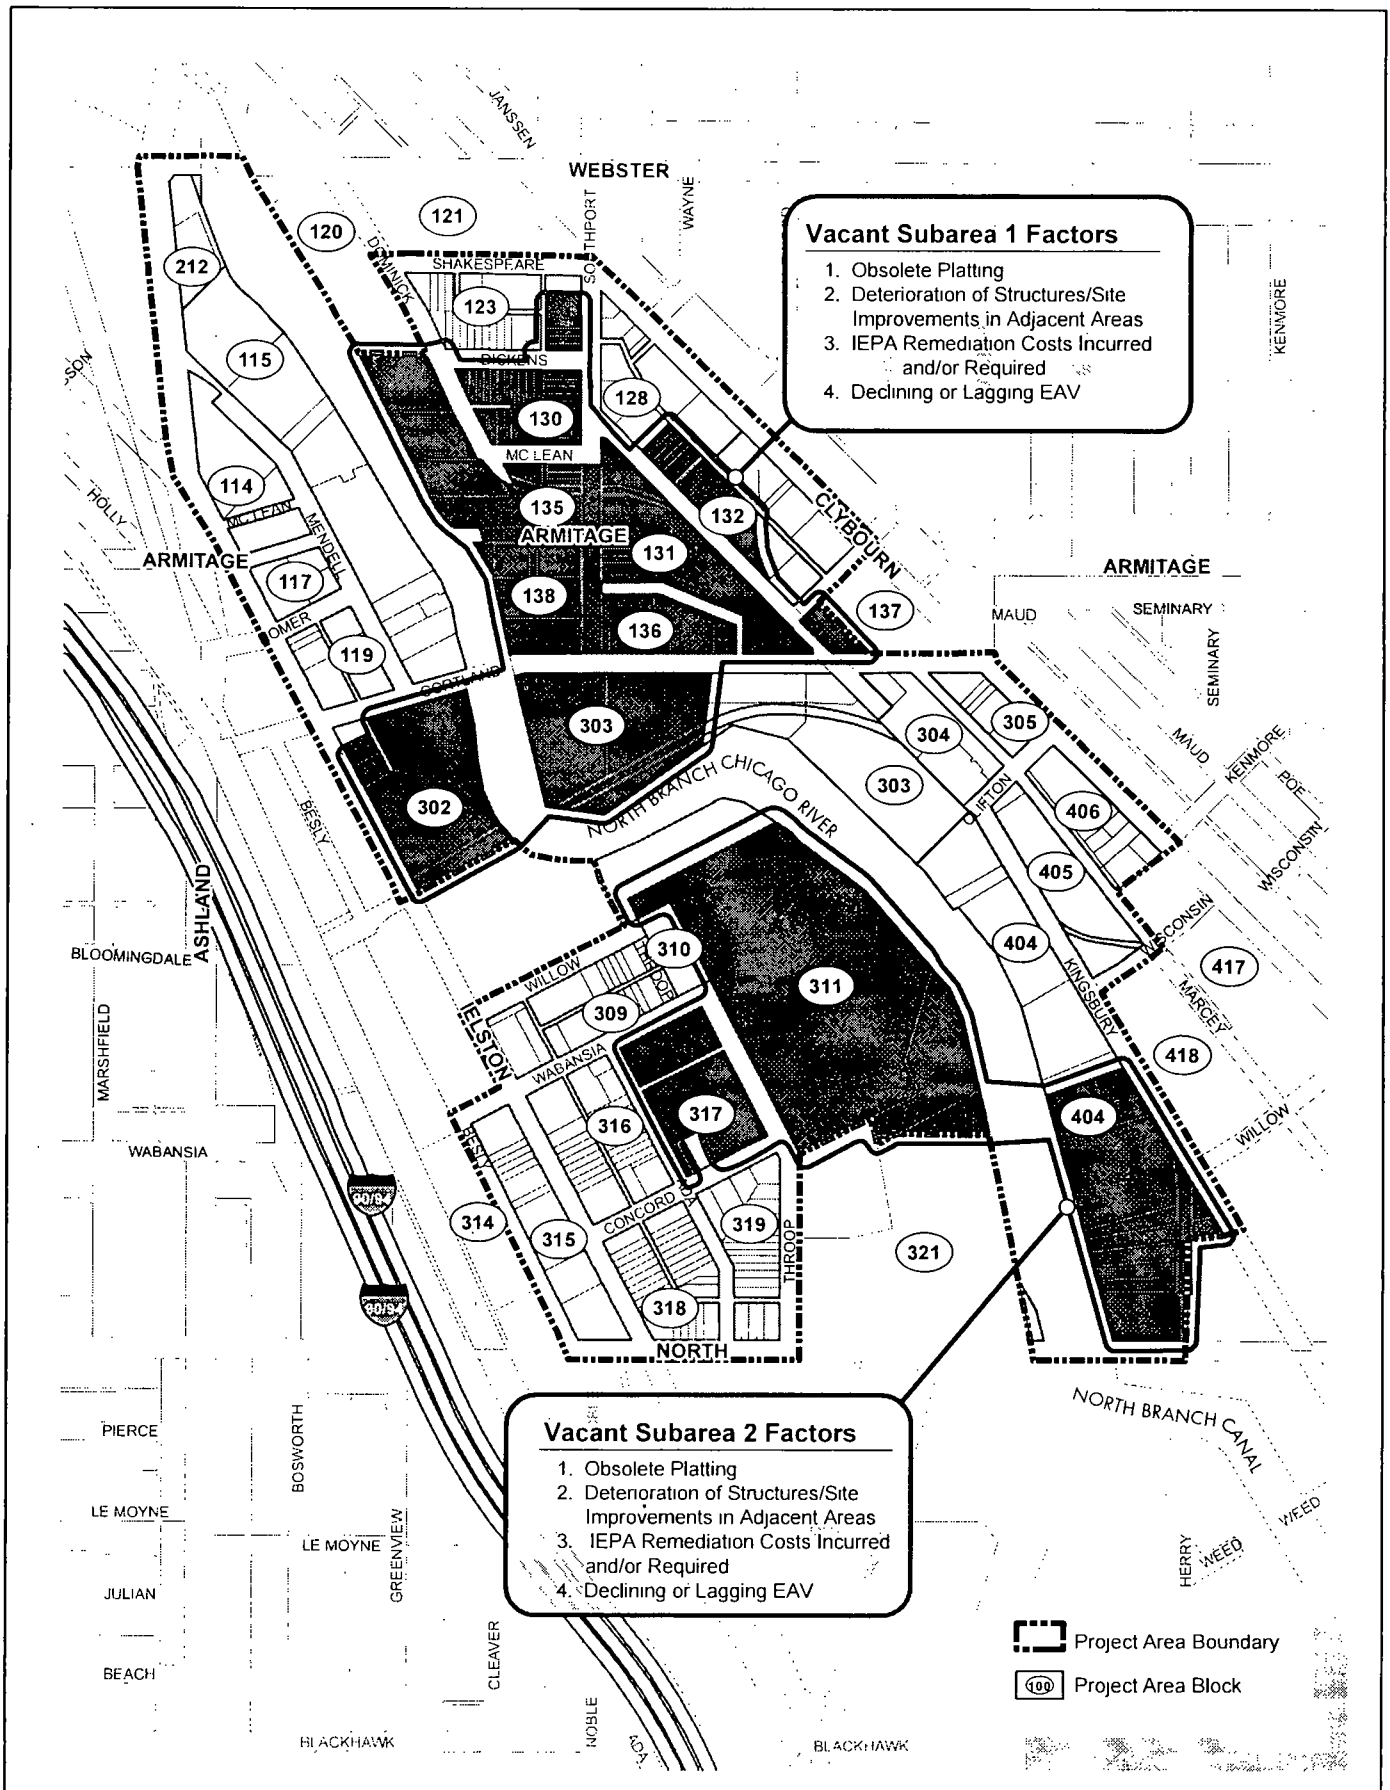 JANSSEN
WEBSTER
121
120
SOUTHPORT
WAYNE
DOMINICK
SHAKESPEARE
212
123
KENMORE
Vacant Subarea 1 Factors
1. Obsolete Platting
2. Deterioration of Structures/Site
Improvements in Adjacent Areas
3. IEPA Remediation Costs Incurred
and/or Required
4. Declining or Lagging EAV
115
DICKENS
128
130
MC LEAN
114
MCLEAN
HOLLY
MENDELL
135
132
CLYBOURN
ARMITAGE
131
ARMITAGE
117
138
ARMITAGE
137
MAUD
SEMINARY
OMER
136
SEMINARY
119
CORTLAND
303
304
305
MAUD
KENMORE
POE
303
CLIFTON
302
NORTH BRANCH CHICAGO RIVER
406
WISCONSIN
BESLY
405
ASHLAND
WISCONSIN
BLOOMINGDALE
310
404
417
WILLOW
THROOP
311
KINGSBURY
MARCEY
309
ELSTON
MARSHFIELD
WABANSIA
418
404
WILLOW
316
317
BESLY
WABANSIA
90/94
CONCORD
314
315
319
THROOP
321
90/94
318
NORTH
NORTH BRANCH CANAL
Vacant Subarea 2 Factors
1. Obsolete Platting
2. Deterioration of Structures/Site
Improvements in Adjacent Areas
3. IEPA Remediation Costs Incurred
and/or Required
4. Declining or Lagging EAV
PIERCE
BOSWORTH
LE MOYNE
LE MOYNE
GREENVIEW
WEED
WEED
HERRY
JULIAN
BEACH
CLEAVER
Project Area Boundary
100
Project Area Block
NOBLE
ADA
BLACKHAWK
BLACKHAWK